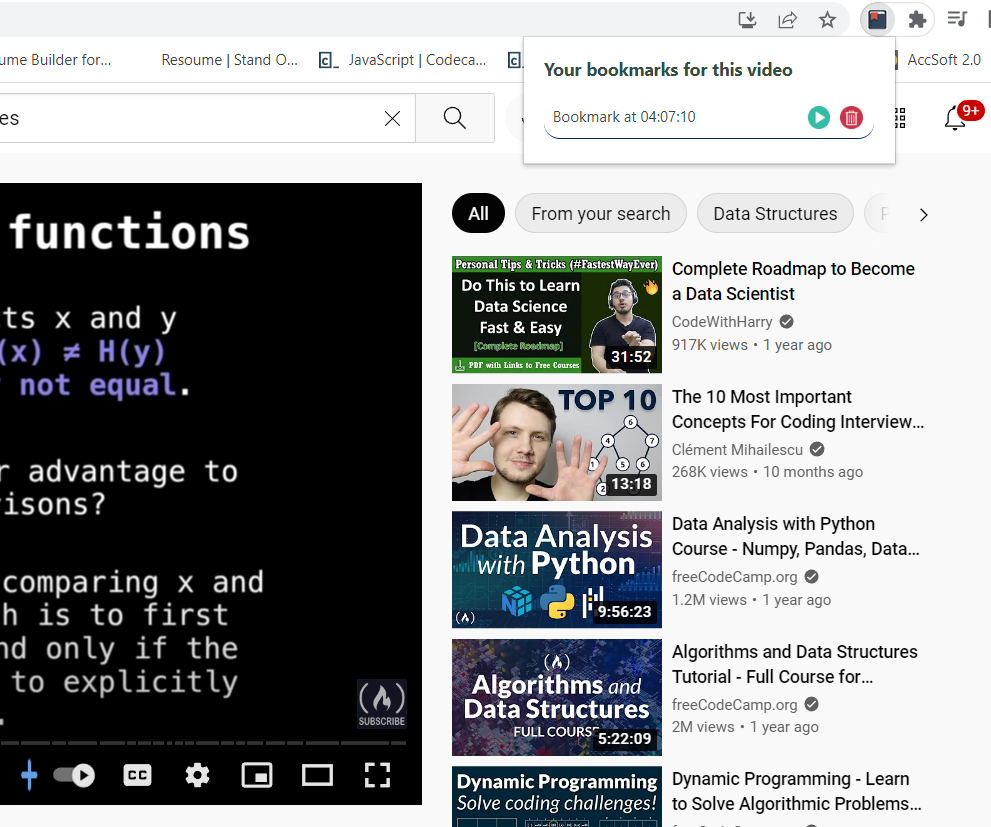 ume Builder for...
Resoume | Stand O...
JavaScript | Codeca...
AccSoft 2.0
Your bookmarks for this video
Bookmark at 04:07:10
es
9+
functions
ts x and y
(x) ≠ H(y)
not equal.
r advantage to
risons?
comparing x and
h is to first
nd only if the
to explicitly
.
SUBSCRIBE
CC
All
From your search
Data Structures
Personal Tips & Tricks (#FastestWayEver)
Do This to Learn
Data Science
Fast & Easy
[Complete Roadmap]
PDF with Links to Free Courses
31:52
Complete Roadmap to Become
a Data Scientist
CodeWithHarry
917K views • 1 year ago
TOP 10
6
4
7
1
5
6
2
13:18
The 10 Most Important
Concepts For Coding Interview...
Clément Mihailescu
268K views • 10 months ago
Data Analysis
with Python
9:56:23
Data Analysis with Python
Course - Numpy, Pandas, Data...
freeCodeCamp.org
1.2M views • 1 year ago
Algorithms and
Data Structures
FULL COURSE
5:22:09
Algorithms and Data Structures
Tutorial - Full Course for...
freeCodeCamp.org
2M views • 1 year ago
Dynamic Programming
Solve coding challenges!
Dynamic Programming - Learn
to Solve Algorithmic Problems...